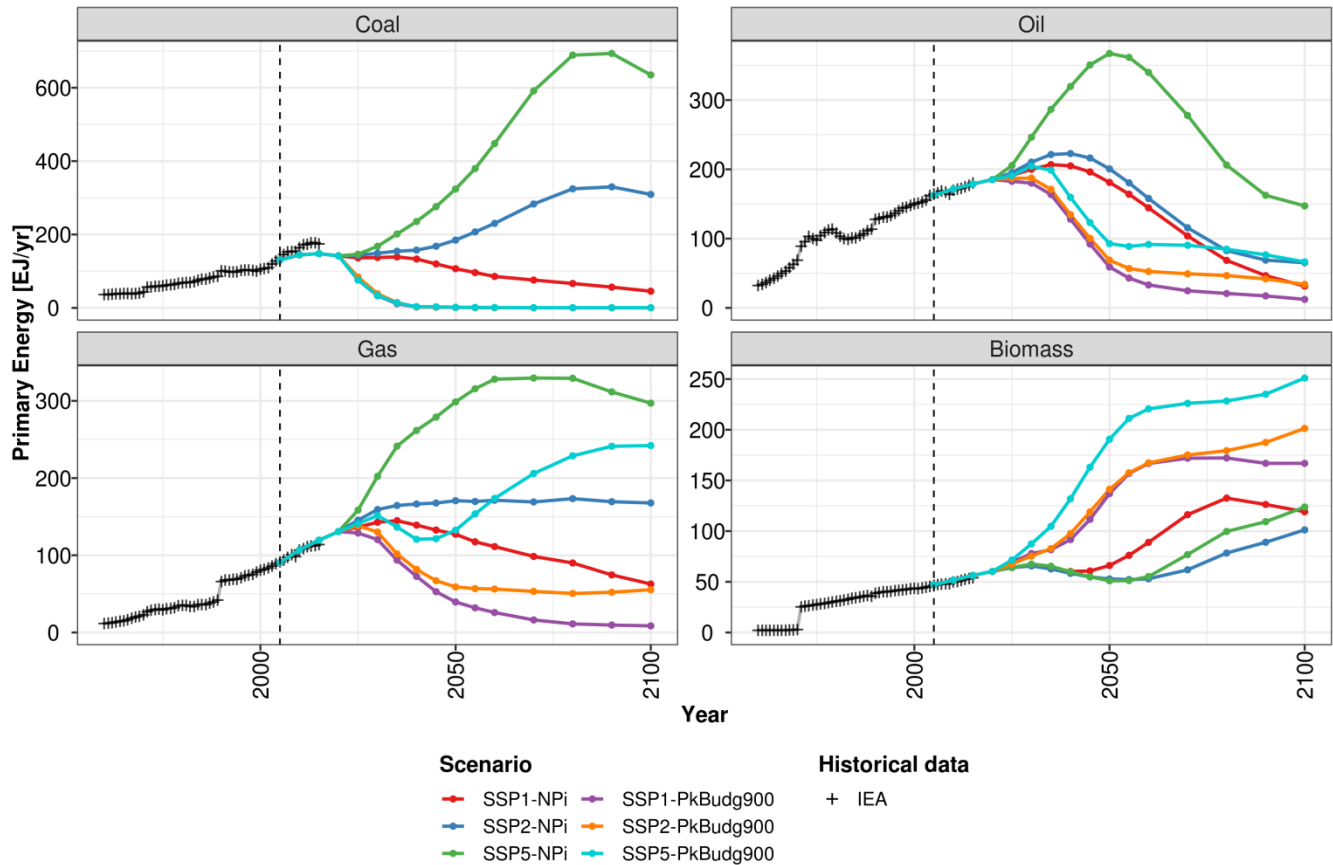 Coal
Oil
600
400
200
0
300
200
100
0
Gas
Biomass
300
200
100
0
250
200
150
100
50
0
Primary Energy [EJ/yr]
2000
2050
2100
2000
2050
2100
Year
Scenario
Historical data
SSP1-NPi
SSP1-PkBudg900
IEA
SSP2-NPi
SSP2-PkBudg900
SSP5-NPi
SSP5-PkBudg900